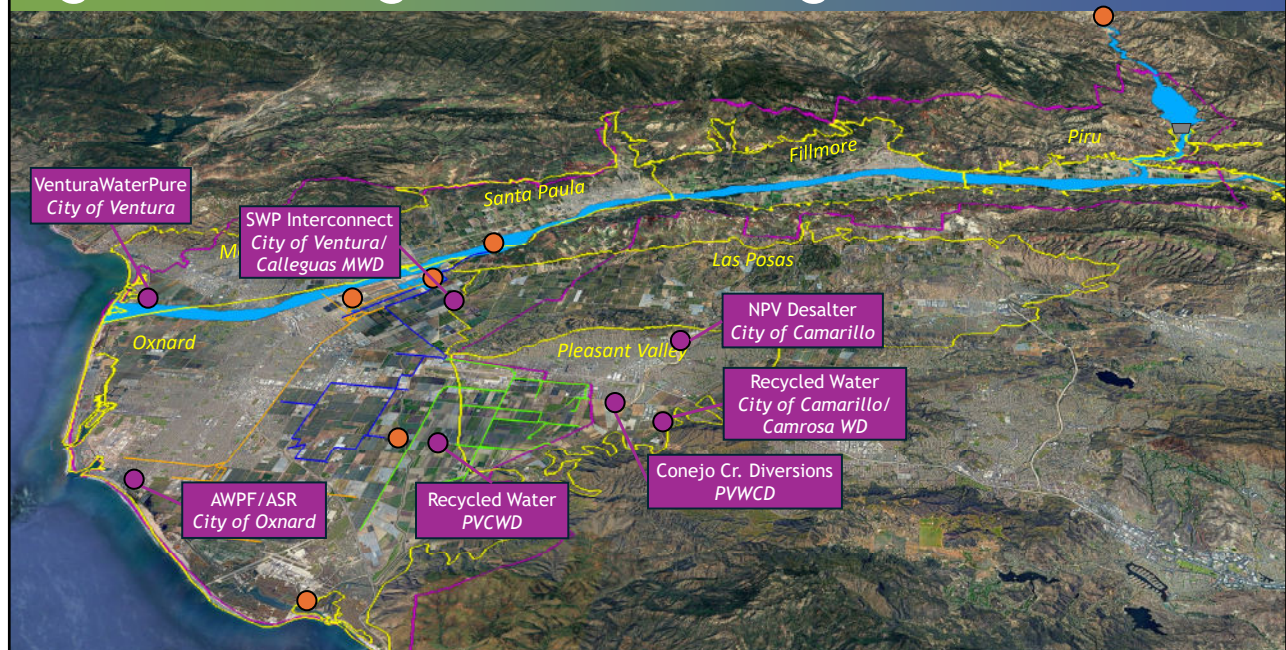 Piru
Fillmore
Santa Paula
VenturaWaterPure
City of Ventura
SWP Interconnect
City of Ventura/
Calleguas MWD
Las Posas
NPV Desalter
City of Camarillo
Oxnard
Pleasant Valley
Recycled Water
City of Camarillo/
Camrosa WD
Conejo Cr. Diversions
PVWCD
AWPF/ASR
City of Oxnard
Recycled Water
PVCWD